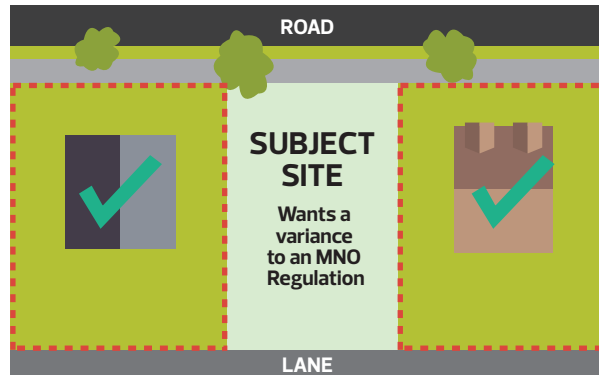 ROAD
SUBJECT
SITE
Wants a
variance
to an MNO
Regulation
LANE